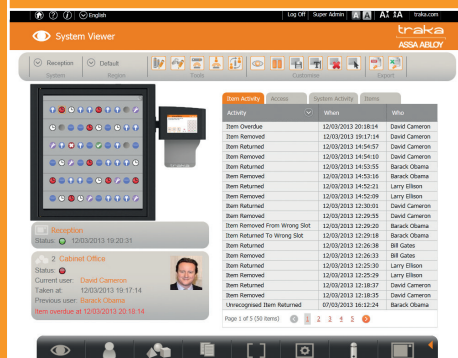 English
Log Off Super Admin A A A A traka.com
System Viewer
traka
ASSA ABLOY
Reception Default
System Region Tools Customise Export
Item Activity Access System Activity Items
Activity When Who
Item Overdue 12/03/2013 20:18:14 David Cameron
Item Removed 12/03/2013 19:17:14 David Cameron
Item Returned 12/03/2013 14:54:57 David Cameron
Item Removed 12/03/2013 14:54:10 David Cameron
Item Returned 12/03/2013 14:53:55 Barack Obama
Item Removed 12/03/2013 14:53:16 Barack Obama
Item Returned 12/03/2013 14:52:21 Larry Ellison
Item Removed 12/03/2013 14:52:09 Larry Ellison
Item Returned 12/03/2013 12:30:01 David Cameron
Item Removed 12/03/2013 12:29:55 David Cameron
Item Removed From Wrong Slot 12/03/2013 12:29:20 Barack Obama
Item Returned To Wrong Slot 12/03/2013 12:29:18 Barack Obama
Item Returned 12/03/2013 12:26:38 Bill Gates
Item Removed 12/03/2013 12:26:33 Bill Gates
Item Returned 12/03/2013 12:25:30 Larry Ellison
Item Removed 12/03/2013 12:25:29 Larry Ellison
Item Returned 12/03/2013 12:18:37 David Cameron
Item Removed 12/03/2013 12:18:35 David Cameron
Unrecognised Item Returned 07/03/2013 16:12:24 Barack Obama
Page 1 of 5 (50 items) 1 2 3 4 5
Reception
Status: 12/03/2013 19:20:31
2 Cabinet Office
Status:
Current user: David Cameron
Taken at: 12/03/2013 19:17:14
Previous user: Barack Obama
Item overdue at 12/03/2013 20:18:14